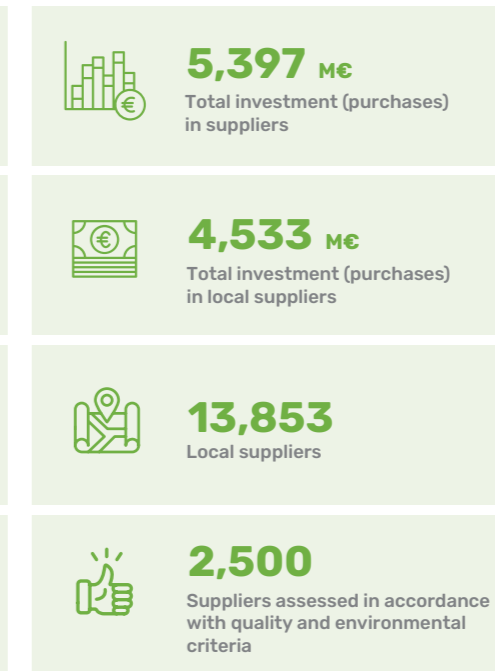 5,397 M€
Total investment (purchases)
in suppliers
4,533 M€
Total investment (purchases)
in local suppliers
13,853
Local suppliers
2,500
Suppliers assessed in accordance
with quality and environmental
criteria